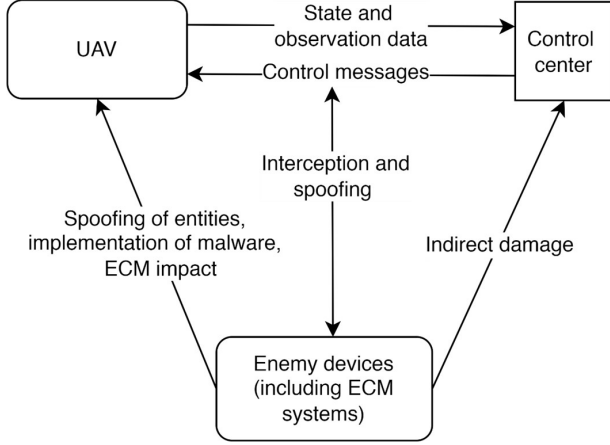 UAV
State and
observation data
Control messages
Control
center
Interception and
spoofing
Spoofing of entities,
implementation of malware,
ECM impact
Indirect damage
Enemy devices
(including ECM
systems)